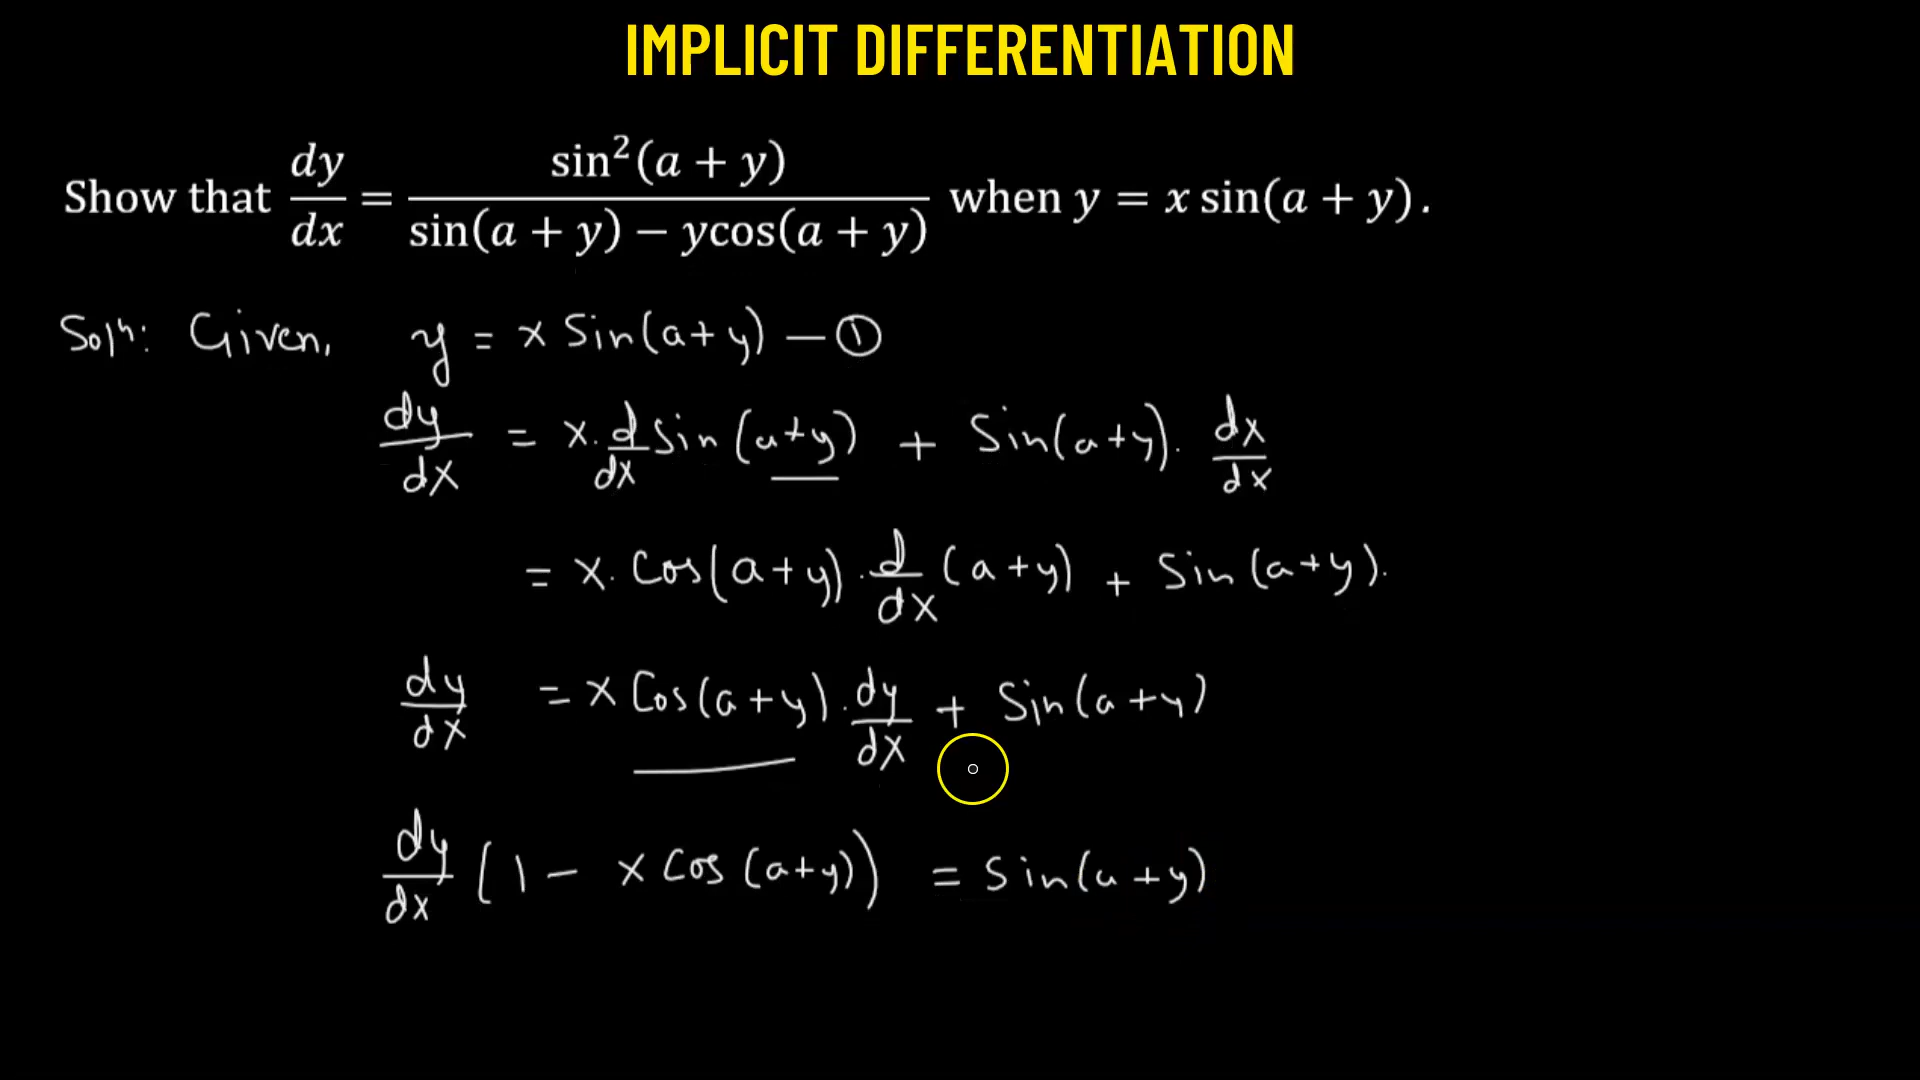 IMPLICIT DIFFERENTIATION
Show that dy/dx = sin²(a + y) / sin(a + y) − ycos(a + y) when y = x sin(a + y).
Solⁿ: Given, y = x Sin(a+y) — ①
dy/dx = x. d/dx Sin(a+y) + Sin(a+y). dx/dx
= x. Cos(a+y). d/dx (a+y) + Sin(a+y).
dy/dx = x Cos(a+y). dy/dx + Sin(a+y)
dy/dx (1 − x Cos(a+y)) = Sin(a+y)